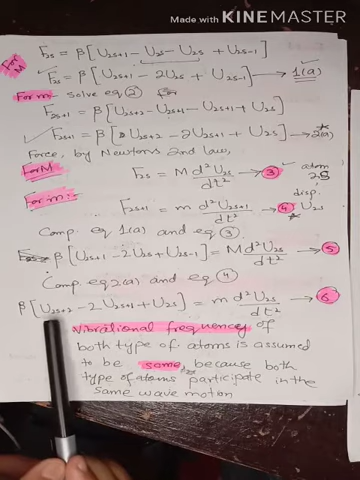 Made with KINEMASTER
For M
F₂ₛ = β[U₂ₛ₊₁ − U₂ₛ − U₂ₛ + U₂ₛ₋₁]
✓F₂ₛ = β[U₂ₛ₊₁ − 2U₂ₛ + U₂ₛ₋₁] → 1(a)
For m - solve eq ②
F₂ₛ₊₁ = β[U₂ₛ₊₂ − U₂ₛ₊₁ − U₂ₛ₊₁ + U₂ₛ]
✓F₂ₛ₊₁ = β[U₂ₛ₊₂ − 2U₂ₛ₊₁ + U₂ₛ] → 2(a)
Force, by Newtons 2nd law,
For M F₂ₛ = M d²U₂ₛ/dt² → ③ ✓ atom 2S
disp. U₂ₛ
For m: F₂ₛ₊₁ = m d²U₂ₛ₊₁/dt² → ④
Comp. eq 1(a) and eq ③
β[U₂ₛ₊₁ − 2U₂ₛ + U₂ₛ₋₁] = M d²U₂ₛ/dt² → ⑤
Comp. eq 2(a) and eq ④
β[U₂ₛ₊₂ − 2U₂ₛ₊₁ + U₂ₛ] = m d²U₂ₛ/dt² → ⑥
Vibrational frequency of
both type of atoms is assumed
to be same, because both
type of atoms participate in the
same wave motion